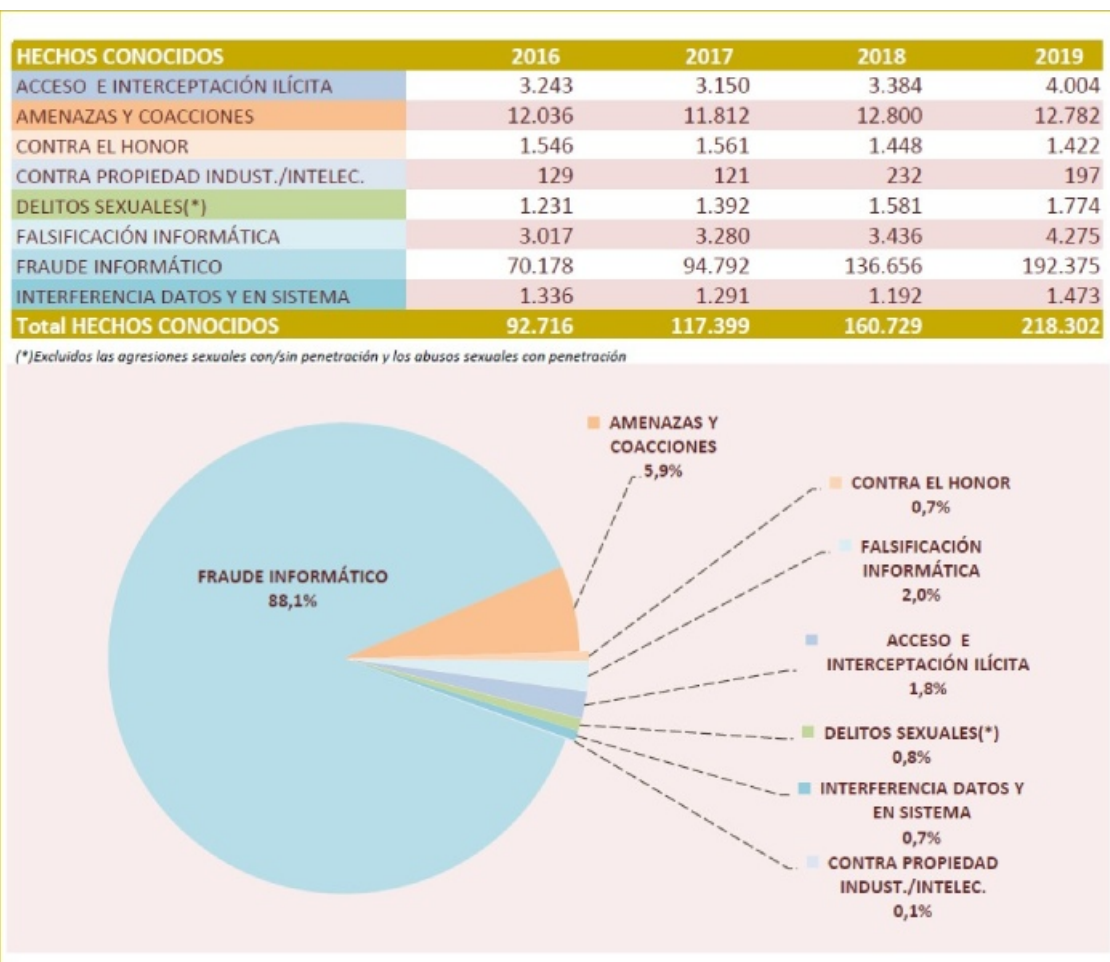 HECHOS CONOCIDOS 2016 2017 2018 2019
ACCESO E INTERCEPTACIÓN ILÍCITA 3.243 3.150 3.384 4.004
AMENAZAS Y COACCIONES 12.036 11.812 12.800 12.782
CONTRA EL HONOR 1.546 1.561 1.448 1.422
CONTRA PROPIEDAD INDUST./INTELEC. 129 121 232 197
DELITOS SEXUALES(*) 1.231 1.392 1.581 1.774
FALSIFICACIÓN INFORMÁTICA 3.017 3.280 3.436 4.275
FRAUDE INFORMÁTICO 70.178 94.792 136.656 192.375
INTERFERENCIA DATOS Y EN SISTEMA 1.336 1.291 1.192 1.473
Total HECHOS CONOCIDOS 92.716 117.399 160.729 218.302
(*)Excluidos las agresiones sexuales con/sin penetración y los abusos sexuales con penetración
AMENAZAS Y
COACCIONES
5,9%
CONTRA EL HONOR
0,7%
FALSIFICACIÓN
INFORMÁTICA
2,0%
FRAUDE INFORMÁTICO
88,1%
ACCESO E
INTERCEPTACIÓN ILÍCITA
1,8%
DELITOS SEXUALES(*)
0,8%
INTERFERENCIA DATOS Y
EN SISTEMA
0,7%
CONTRA PROPIEDAD
INDUST./INTELEC.
0,1%